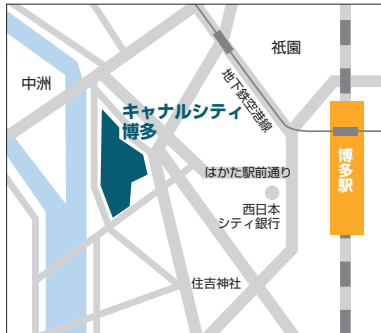 祇園
中洲
地下鉄空港線
キャナルシティ
博多
はかた駅前通り
博多駅
西日本
シティ銀行
住吉神社